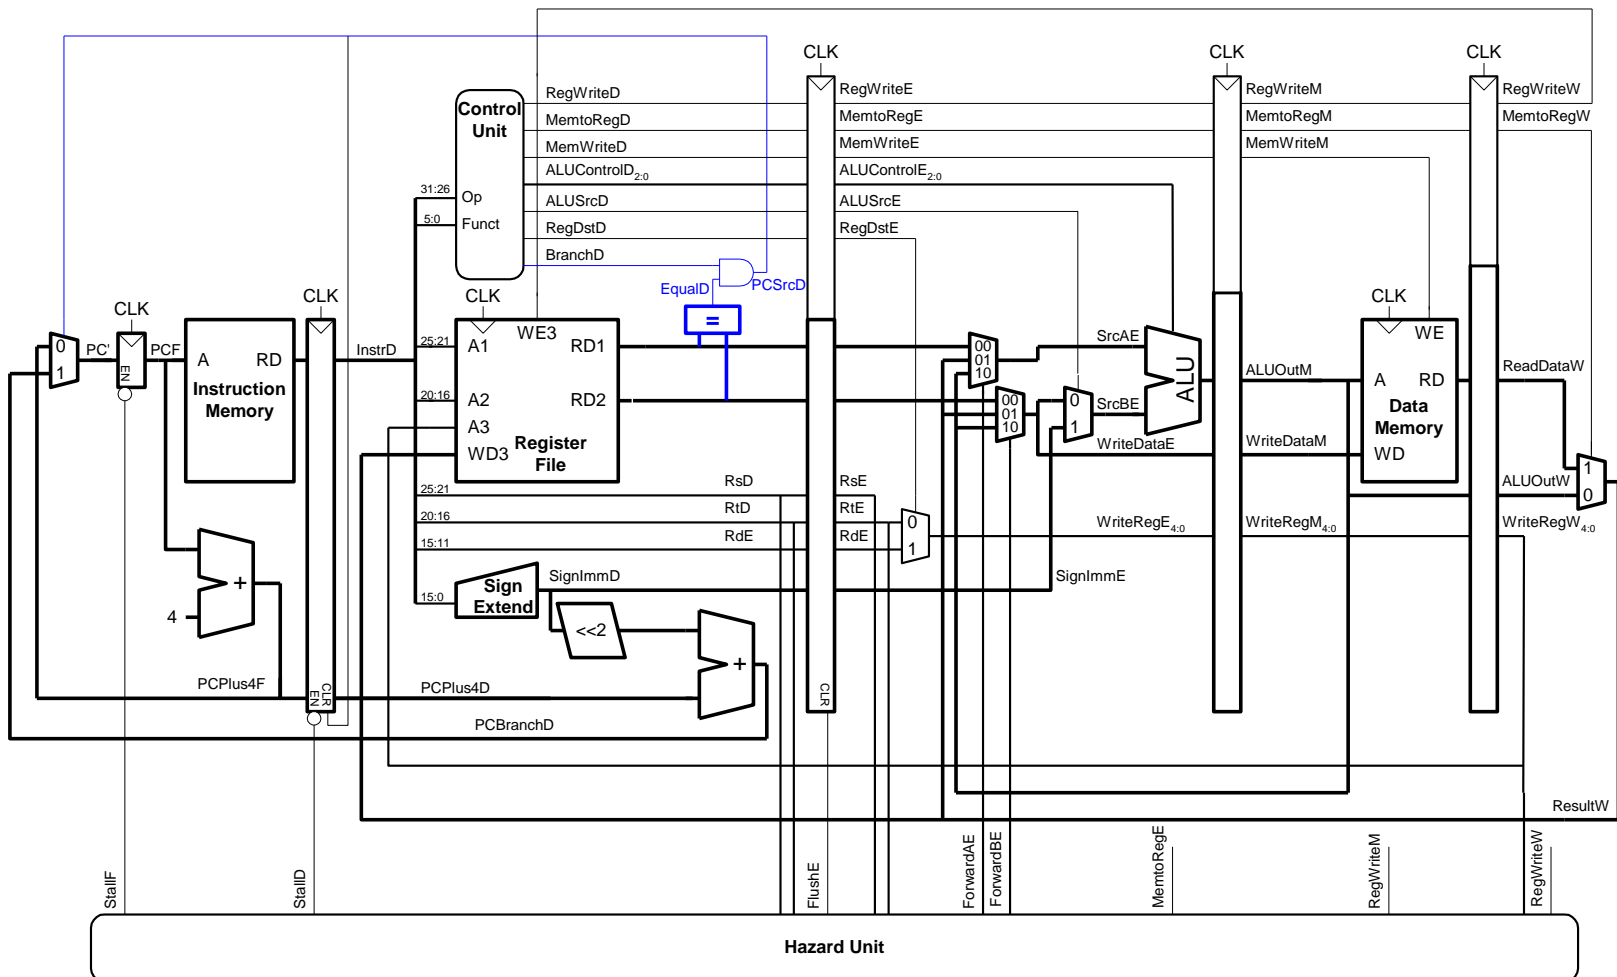 CLK
CLK
CLK
RegWriteD
RegWriteE
RegWriteM
RegWriteW
Control
Unit
MemtoRegD
MemtoRegE
MemtoRegM
MemtoRegW
MemWriteD
MemWriteE
MemWriteM
ALUControlD2:0
ALUControlE2:0
31:26
Op
ALUSrcD
ALUSrcE
5:0
Funct
RegDstD
RegDstE
BranchD
EqualD
PCSrcD
CLK
CLK
CLK
CLK
=
WE3
WE
0
1
PC'
PCF
EN
A
RD
Instruction
Memory
InstrD
25:21
A1
RD1
00
01
10
SrcAE
ALU
ALUOutM
A
RD
Data
Memory
ReadDataW
20:16
A2
RD2
00
01
10
0
1
SrcBE
A3
WD3
Register
File
WriteDataE
WriteDataM
WD
1
0
ALUOutW
25:21
RsD
RsE
20:16
RtD
RtE
0
1
WriteRegE4:0
WriteRegM4:0
WriteRegW4:0
15:11
RdE
RdE
SignImmD
SignImmE
15:0
Sign
Extend
+
4
<<2
+
PCPlus4F
EN
CLR
PCPlus4D
CLR
PCBranchD
ResultW
StallF
StallD
FlushE
ForwardAE
ForwardBE
MemtoRegE
RegWriteM
RegWriteW
Hazard Unit